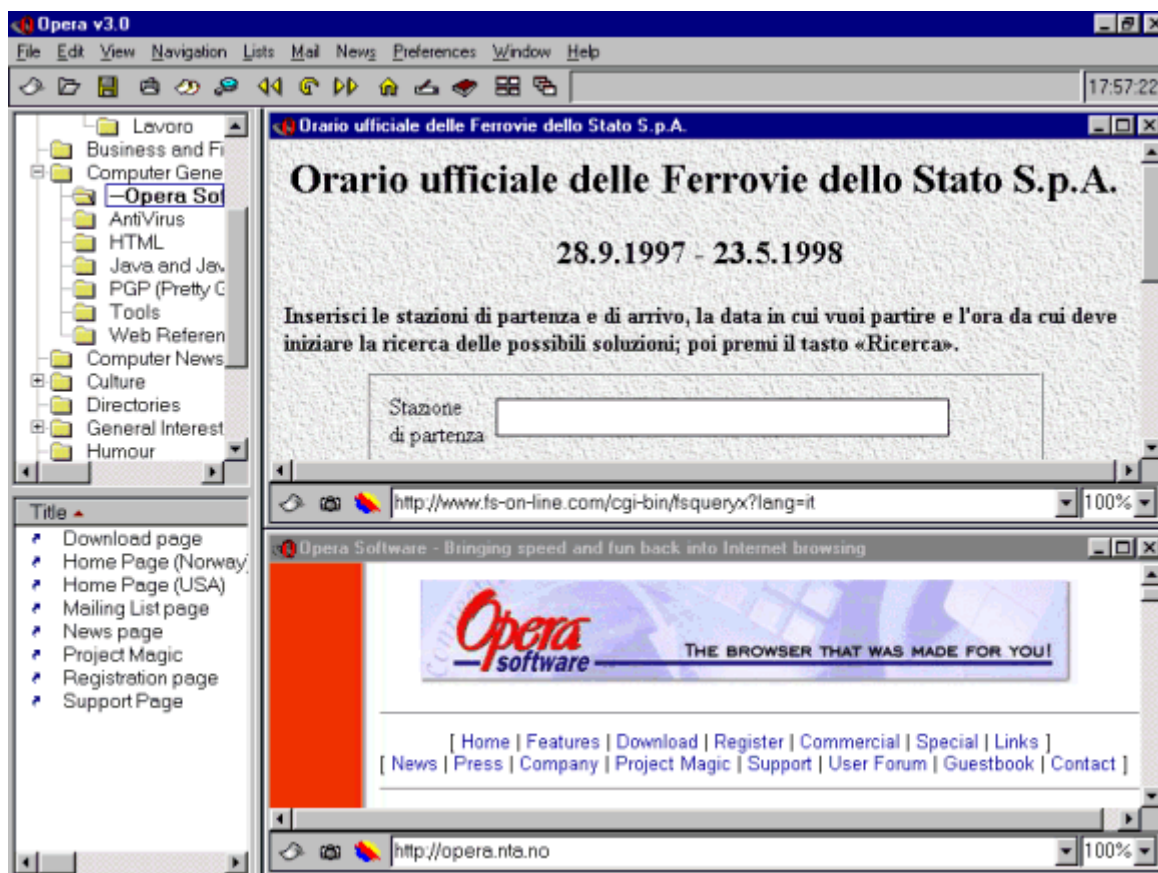 Opera v3.0
File Edit View Navigation Lists Mail News Preferences Window Help
17:57:22
Lavoro
Business and Fi
Computer Gene
—Opera Sof
AntiVirus
HTML
Java and Jav
PGP (Pretty G
Tools
Web Referen
Computer News
Culture
Directories
General Interest
Humour
Title
Download page
Home Page (Norway)
Home Page (USA)
Mailing List page
News page
Project Magic
Registration page
Support Page
Orario ufficiale delle Ferrovie dello Stato S.p.A.
Orario ufficiale delle Ferrovie dello Stato S.p.A.
28.9.1997 - 23.5.1998
Inserisci le stazioni di partenza e di arrivo, la data in cui vuoi partire e l'ora da cui deve
iniziare la ricerca delle possibili soluzioni; poi premi il tasto «Ricerca».
Stazione
di partenza
http://www.fs-on-line.com/cgi-bin/fsqueryx?lang=it
100%
Opera Software - Bringing speed and fun back into Internet browsing
Opera
software
THE BROWSER THAT WAS MADE FOR YOU!
[ Home | Features | Download | Register | Commercial | Special | Links ]
[ News | Press | Company | Project Magic | Support | User Forum | Guestbook | Contact ]
http://opera.nta.no
100%